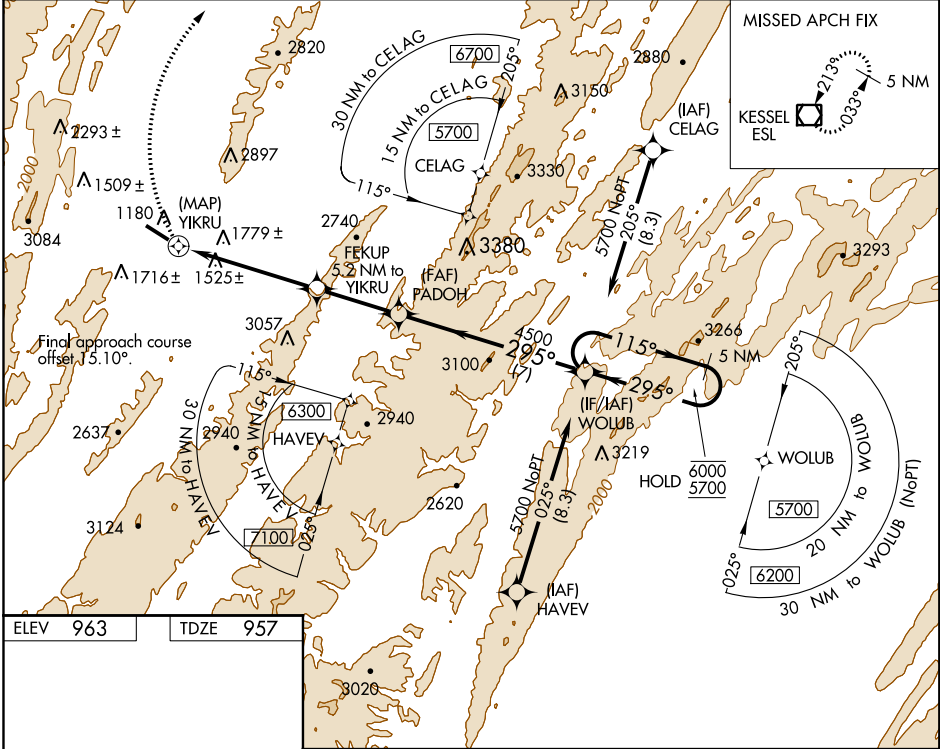 MISSED APCH FIX
213°
033°
5 NM
KESSEL
ESL
2820
2880
6700
205°
30 NM to CELAG
15 NM to CELAG
5700
CELAG
115°
3150
(IAF)
CELAG
3330
2293 ±
2000
1509 ±
2897
5700 NoPT
205°
(8.3)
1180
(MAP)
YIKRU
3084
1779 ±
2740
3380
3293
1716 ±
1525 ±
FEKUP
5.2 NM to
YIKRU
(FAF)
PADOH
3057
Final approach course
offset 15.10°.
4500
295°
(7)
3100
115°
3266
5 NM
295°
(IF/IAF)
WOLUB
115°
30 NM to HAVEV
15 NM to HAVEV
6300
HAVEV
2940
2940
2637
7100
025°
2620
3124
3219
HOLD
6000
5700
2000
5700 NoPT
025°
(8.3)
(IAF)
HAVEV
205°
WOLUB
5700
025°
6200
20 NM to WOLUB
30 NM to WOLUB (NoPT)
ELEV 963
TDZE 957
3020